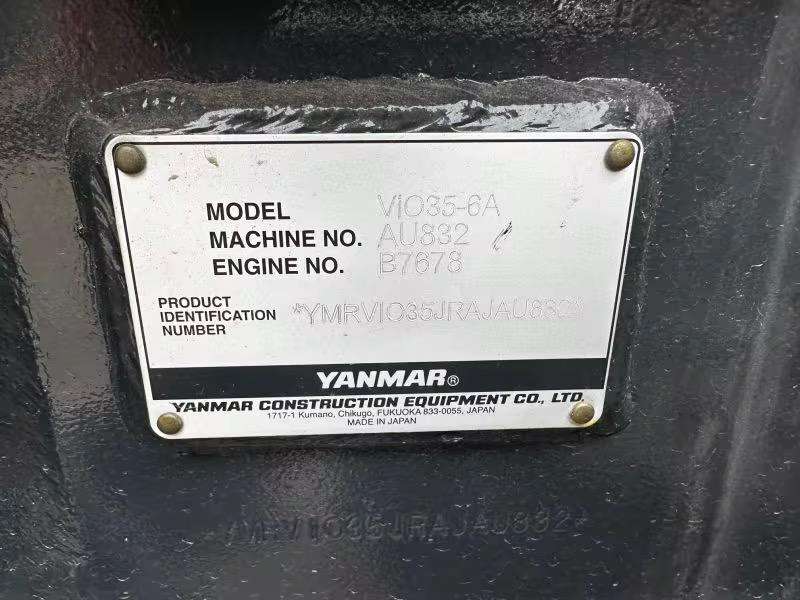 MODEL VIO35-6A
MACHINE NO. AU832
ENGINE NO. B7678
PRODUCT
IDENTIFICATION
NUMBER
*YMRVIO35JRAJAU832*
YANMAR®
YANMAR CONSTRUCTION EQUIPMENT CO., LTD.
1717-1 Kumano, Chikugo, FUKUOKA 833-0055, JAPAN
MADE IN JAPAN
*YMRVIO35JRAJAU832*